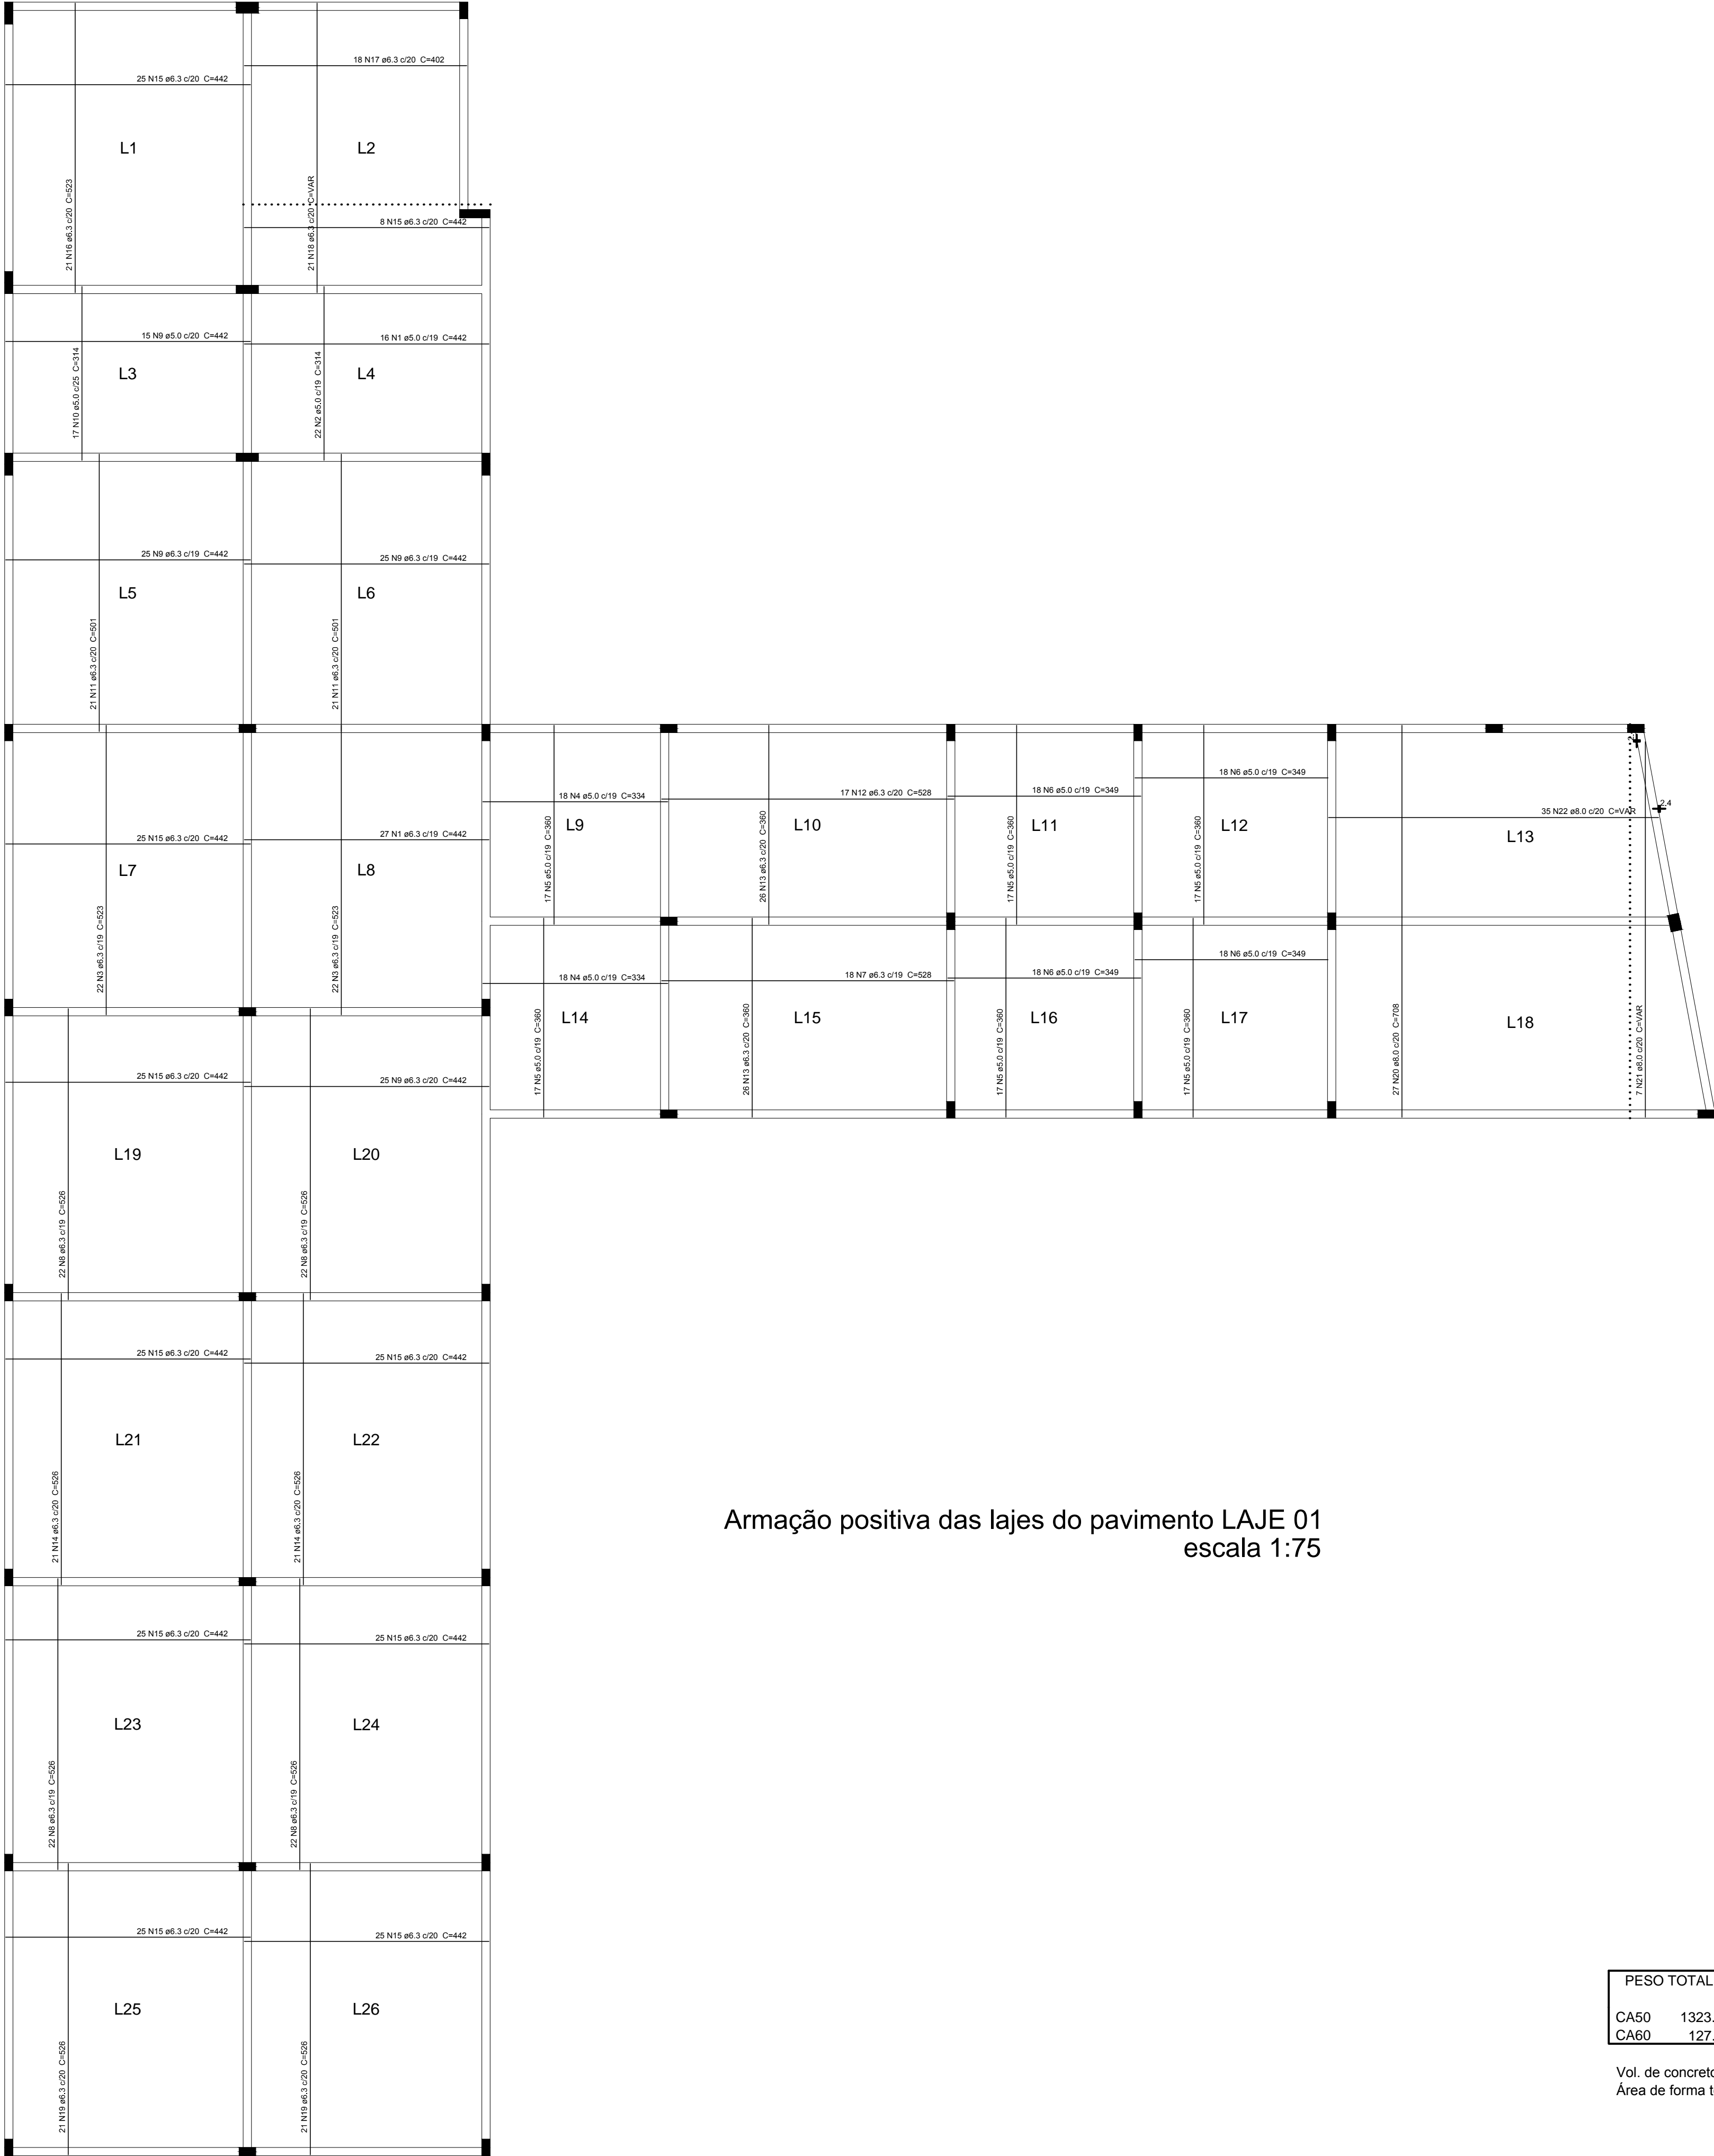 18 N17 ø6.3 c/20 C=402
25 N15 ø6.3 c/20 C=442
L1
L2
21 N16 ø6.3 c/20 C=523
21 N18 ø6.3 c/20 C=VAR
8 N15 ø6.3 c/20 C=442
15 N9 ø5.0 c/20 C=442
16 N1 ø5.0 c/19 C=442
L3
L4
17 N10 ø5.0 c/25 C=314
22 N2 ø5.0 c/19 C=314
25 N9 ø6.3 c/19 C=442
25 N9 ø6.3 c/19 C=442
L5
L6
21 N11 ø6.3 c/20 C=501
21 N11 ø6.3 c/20 C=501
25 N15 ø6.3 c/20 C=442
27 N1 ø6.3 c/19 C=442
L7
L8
22 N3 ø6.3 c/19 C=523
22 N3 ø6.3 c/19 C=523
18 N4 ø5.0 c/19 C=334
17 N12 ø6.3 c/20 C=528
18 N6 ø5.0 c/19 C=349
18 N6 ø5.0 c/19 C=349
35 N22 ø8.0 c/20 C=VAR
2.4
L9
L10
L11
L12
L13
17 N5 ø5.0 c/19 C=360
26 N13 ø6.3 c/20 C=360
17 N5 ø5.0 c/19 C=360
17 N5 ø5.0 c/19 C=360
18 N4 ø5.0 c/19 C=334
18 N7 ø6.3 c/19 C=528
18 N6 ø5.0 c/19 C=349
18 N6 ø5.0 c/19 C=349
L14
L15
L16
L17
L18
17 N5 ø5.0 c/19 C=360
26 N13 ø6.3 c/20 C=360
17 N5 ø5.0 c/19 C=360
17 N5 ø5.0 c/19 C=360
27 N20 ø8.0 c/20 C=708
7 N21 ø8.0 c/20 C=VAR
25 N15 ø6.3 c/20 C=442
25 N9 ø6.3 c/20 C=442
L19
L20
22 N8 ø6.3 c/19 C=526
22 N8 ø6.3 c/19 C=526
25 N15 ø6.3 c/20 C=442
25 N15 ø6.3 c/20 C=442
L21
L22
21 N14 ø6.3 c/20 C=526
21 N14 ø6.3 c/20 C=526
Armação positiva das lajes do pavimento LAJE 01
escala 1:75
25 N15 ø6.3 c/20 C=442
25 N15 ø6.3 c/20 C=442
L23
L24
22 N8 ø6.3 c/19 C=526
22 N8 ø6.3 c/19 C=526
25 N15 ø6.3 c/20 C=442
25 N15 ø6.3 c/20 C=442
L25
L26
21 N19 ø6.3 c/20 C=526
21 N19 ø6.3 c/20 C=526
PESO TOTAL
CA50 1323.
CA60 127.
Vol. de concreto
Área de forma t